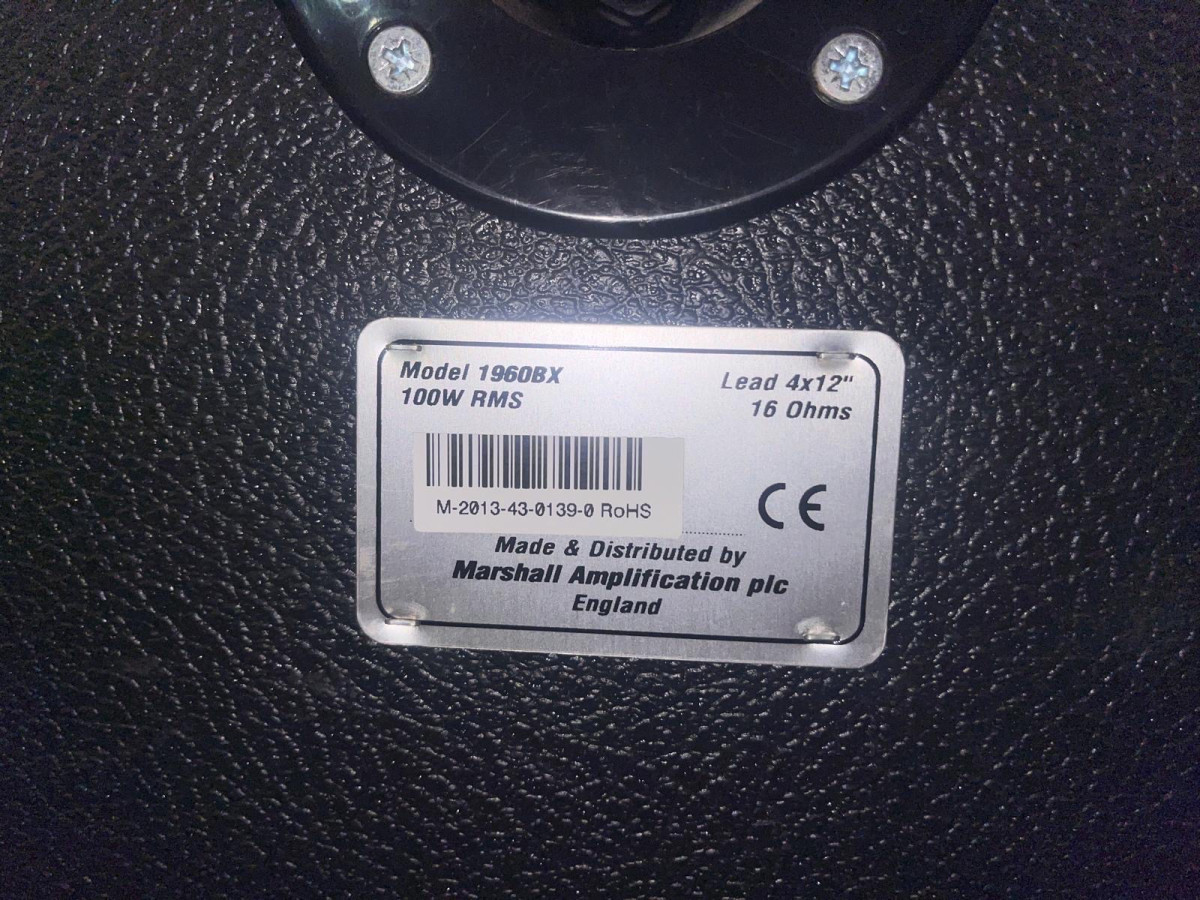 Model 1960BX
100W RMS
Lead 4x12"
16 Ohms
M-2013-43-0139-0 RoHS
CE
Made & Distributed by
Marshall Amplification plc
England